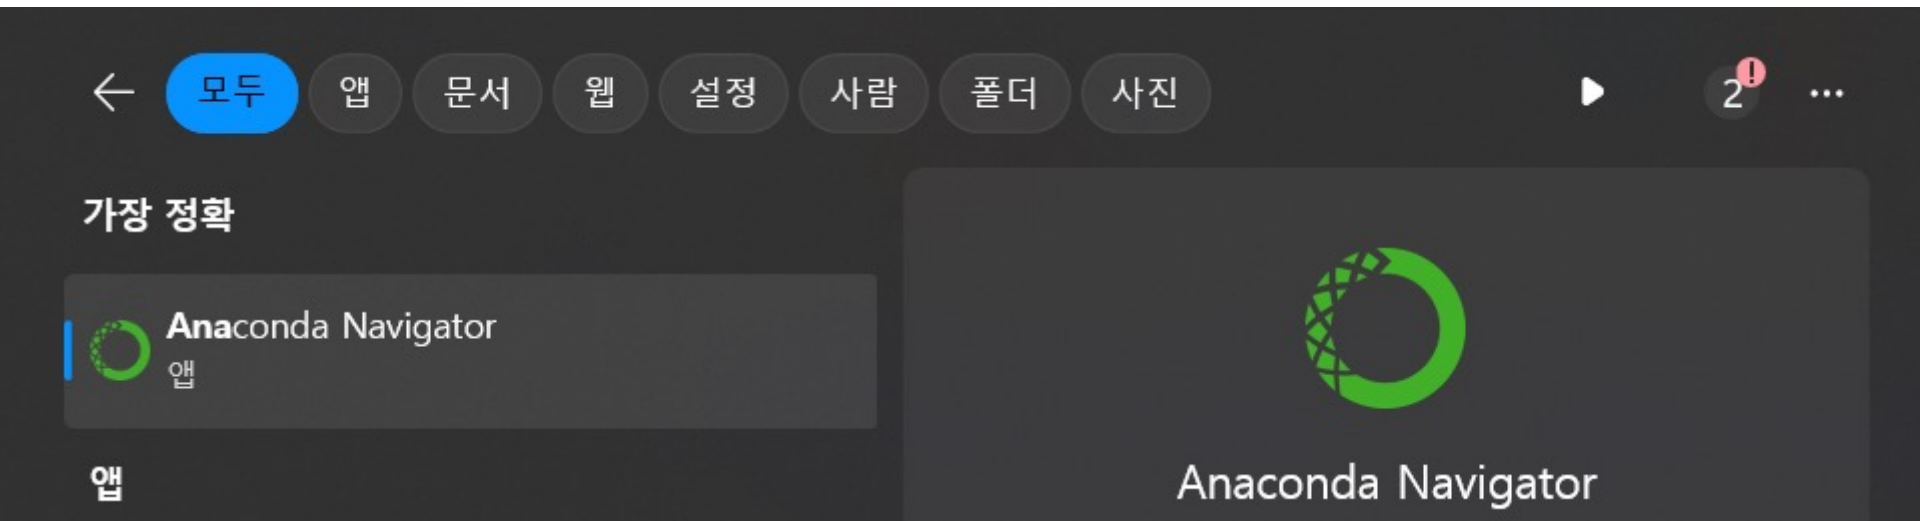 모두 앱 문서 웹 설정 사람 폴더 사진 2 ...
가장 정확
Anaconda Navigator
앱
앱
Anaconda Navigator